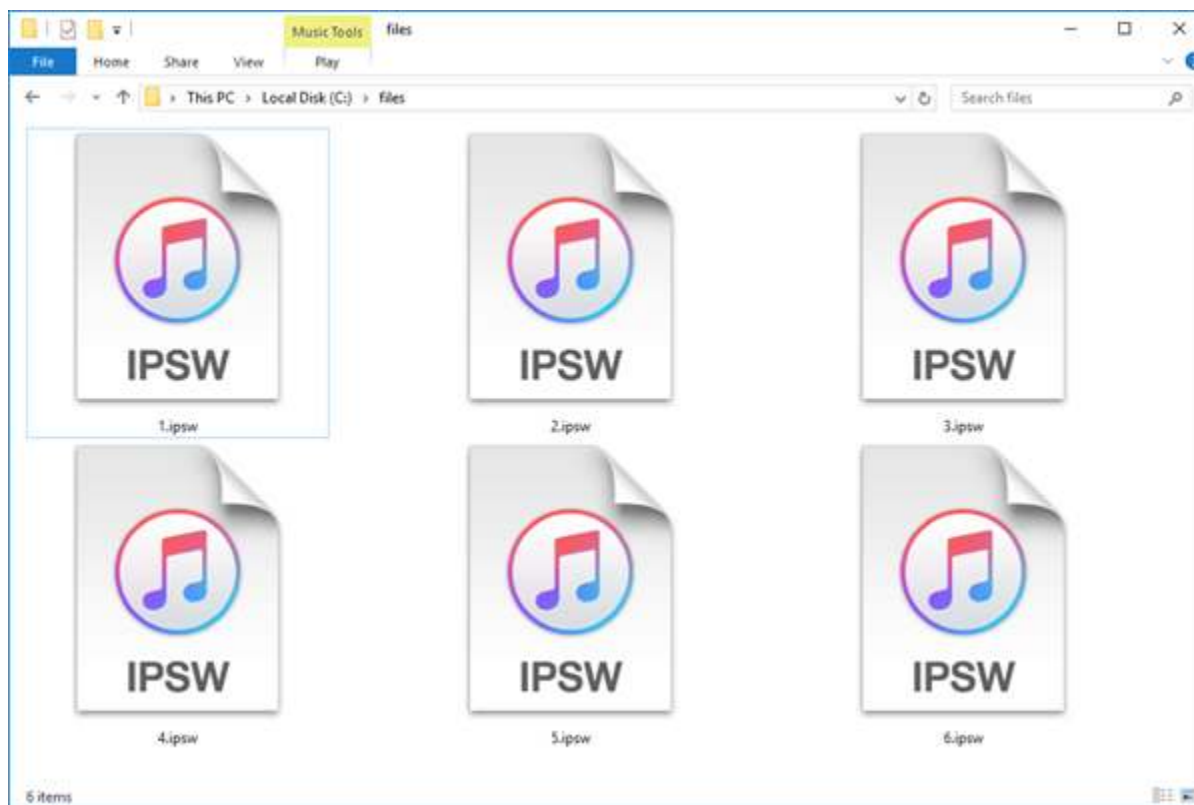 Music Tools files
File Home Share View Play
This PC Local Disk (C:) files Search files
IPSW IPSW IPSW
1.ipsw 2.ipsw 3.ipsw
IPSW IPSW IPSW
4.ipsw 5.ipsw 6.ipsw
6 items